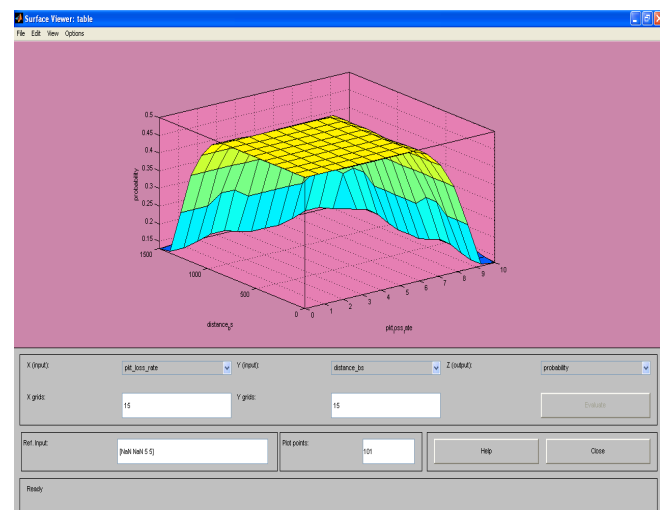 Surface Viewer: table
File Edit View Options
0.5
0.45
0.4
0.35
0.3
0.25
0.2
0.15
probability
1500
1000
500
0
distance_bs
0 1 2 3 4 5 6 7 8 9 10
pkt_loss_rate
X (input): pkt_loss_rate Y (input): distance_bs Z (output): probability
X grids: 15 Y grids: 15 Evaluate
Ref. Input: [NaN NaN 5 5] Plot points: 101 Help Close
Ready